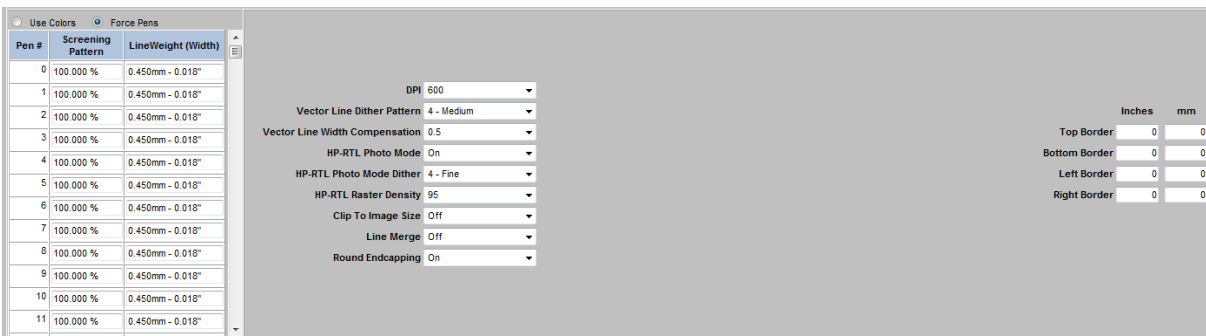 Use Colors Force Pens
Pen # Screening Pattern LineWeight (Width)
0 100.000 % 0.450mm - 0.018"
1 100.000 % 0.450mm - 0.018"
2 100.000 % 0.450mm - 0.018"
3 100.000 % 0.450mm - 0.018"
4 100.000 % 0.450mm - 0.018"
5 100.000 % 0.450mm - 0.018"
6 100.000 % 0.450mm - 0.018"
7 100.000 % 0.450mm - 0.018"
8 100.000 % 0.450mm - 0.018"
9 100.000 % 0.450mm - 0.018"
10 100.000 % 0.450mm - 0.018"
11 100.000 % 0.450mm - 0.018"
DPI 600
Vector Line Dither Pattern 4 - Medium
Vector Line Width Compensation 0.5
HP-RTL Photo Mode On
HP-RTL Photo Mode Dither 4 - Fine
HP-RTL Raster Density 95
Clip To Image Size Off
Line Merge Off
Round Endcapping On
Inches mm
Top Border 0 0
Bottom Border 0 0
Left Border 0 0
Right Border 0 0